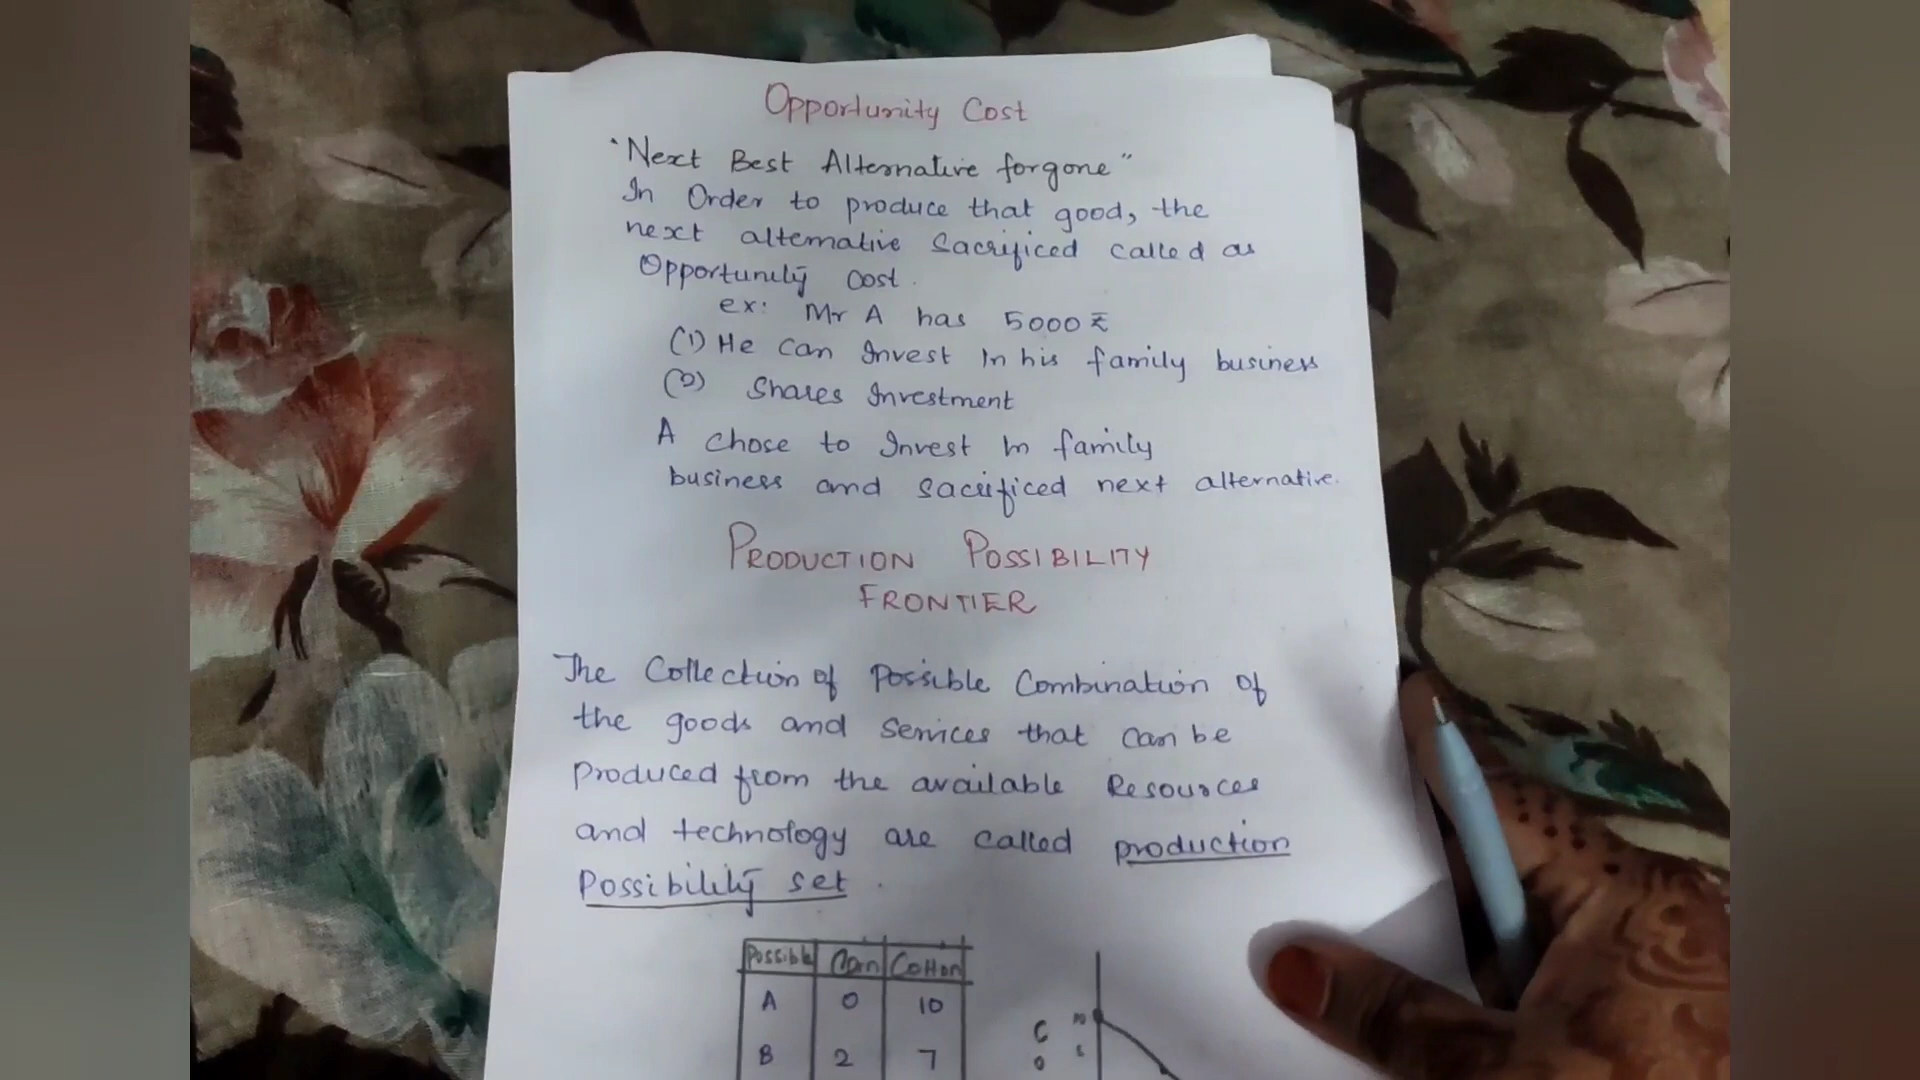 Opportunity Cost
"Next Best Alternative forgone"
In Order to produce that good, the
next alternative Sacrificed called as
Opportunity Cost.
ex: Mr A has 5000 ₹
(1) He can Invest In his family business
(2) Shares Investment
A chose to Invest In family
business and sacrificed next alternative.
PRODUCTION POSSIBILITY
FRONTIER
The Collection of Possible Combination of
the goods and services that can be
produced from the available Resources
and technology are called production
Possibility set.
Possible Corn Cotton
A 0 10
B 2 7
C 10
O